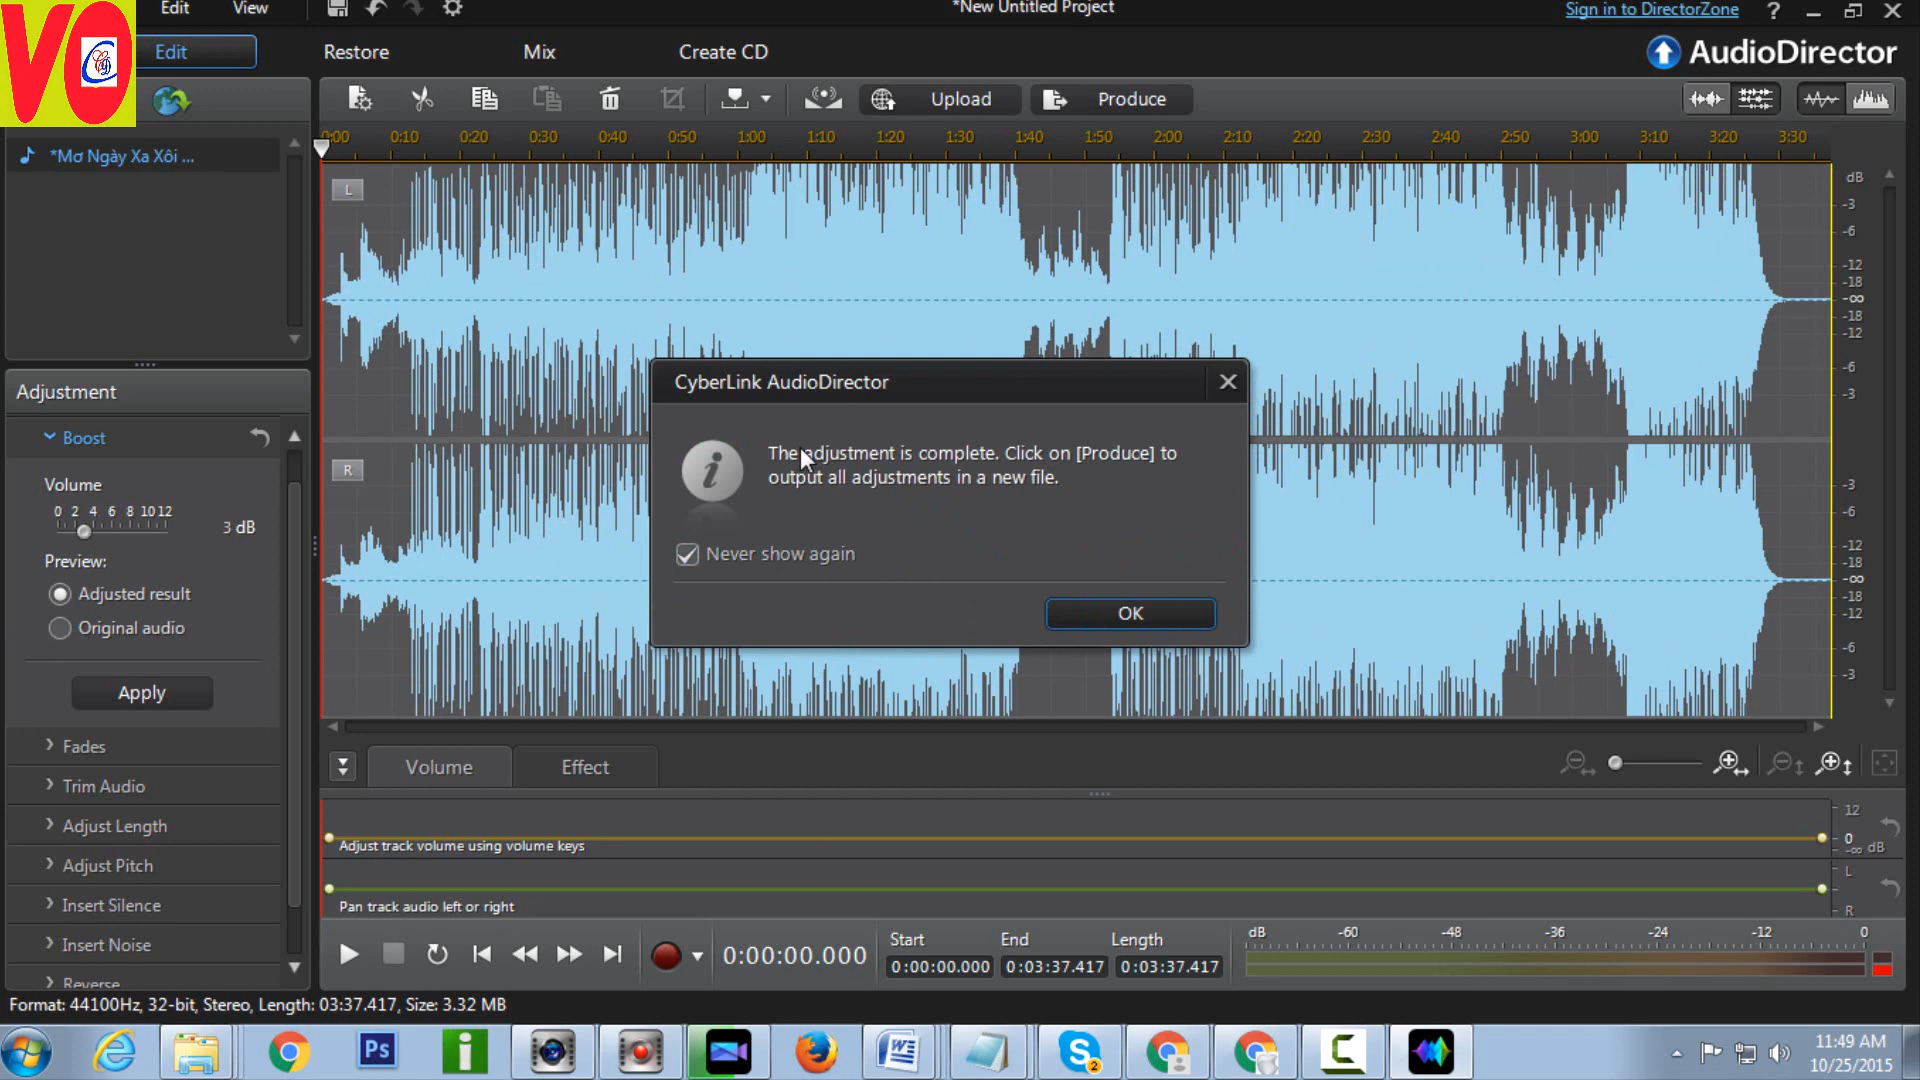 Edit View *New Untitled Project Sign in to DirectorZone ?
VO
Edit Restore Mix Create CD AudioDirector
Upload Produce
*Mơ Ngày Xa Xôi ...
0:00 0:10 0:20 0:30 0:40 0:50 1:00 1:10 1:20 1:30 1:40 1:50 2:00 2:10 2:20 2:30 2:40 2:50 3:00 3:10 3:20 3:30
L
dB
-3
-6
-12
-18
-∞
-18
-12
-6
-3
R
-3
-6
-12
-18
-∞
-18
-12
-6
-3
CyberLink AudioDirector
The adjustment is complete. Click on [Produce] to
output all adjustments in a new file.
Never show again
OK
Adjustment
Boost
Volume
0 2 4 6 8 10 12
3 dB
Preview:
Adjusted result
Original audio
Apply
Fades
Trim Audio
Adjust Length
Adjust Pitch
Insert Silence
Insert Noise
Reverse
Volume Effect
Adjust track volume using volume keys
12
0
-∞ dB
Pan track audio left or right
L
R
0:00:00.000
Start End Length
0:00:00.000 0:03:37.417 0:03:37.417
dB -60 -48 -36 -24 -12 0
Format: 44100Hz, 32-bit, Stereo, Length: 03:37.417, Size: 3.32 MB
Ps
2
11:49 AM
10/25/2015